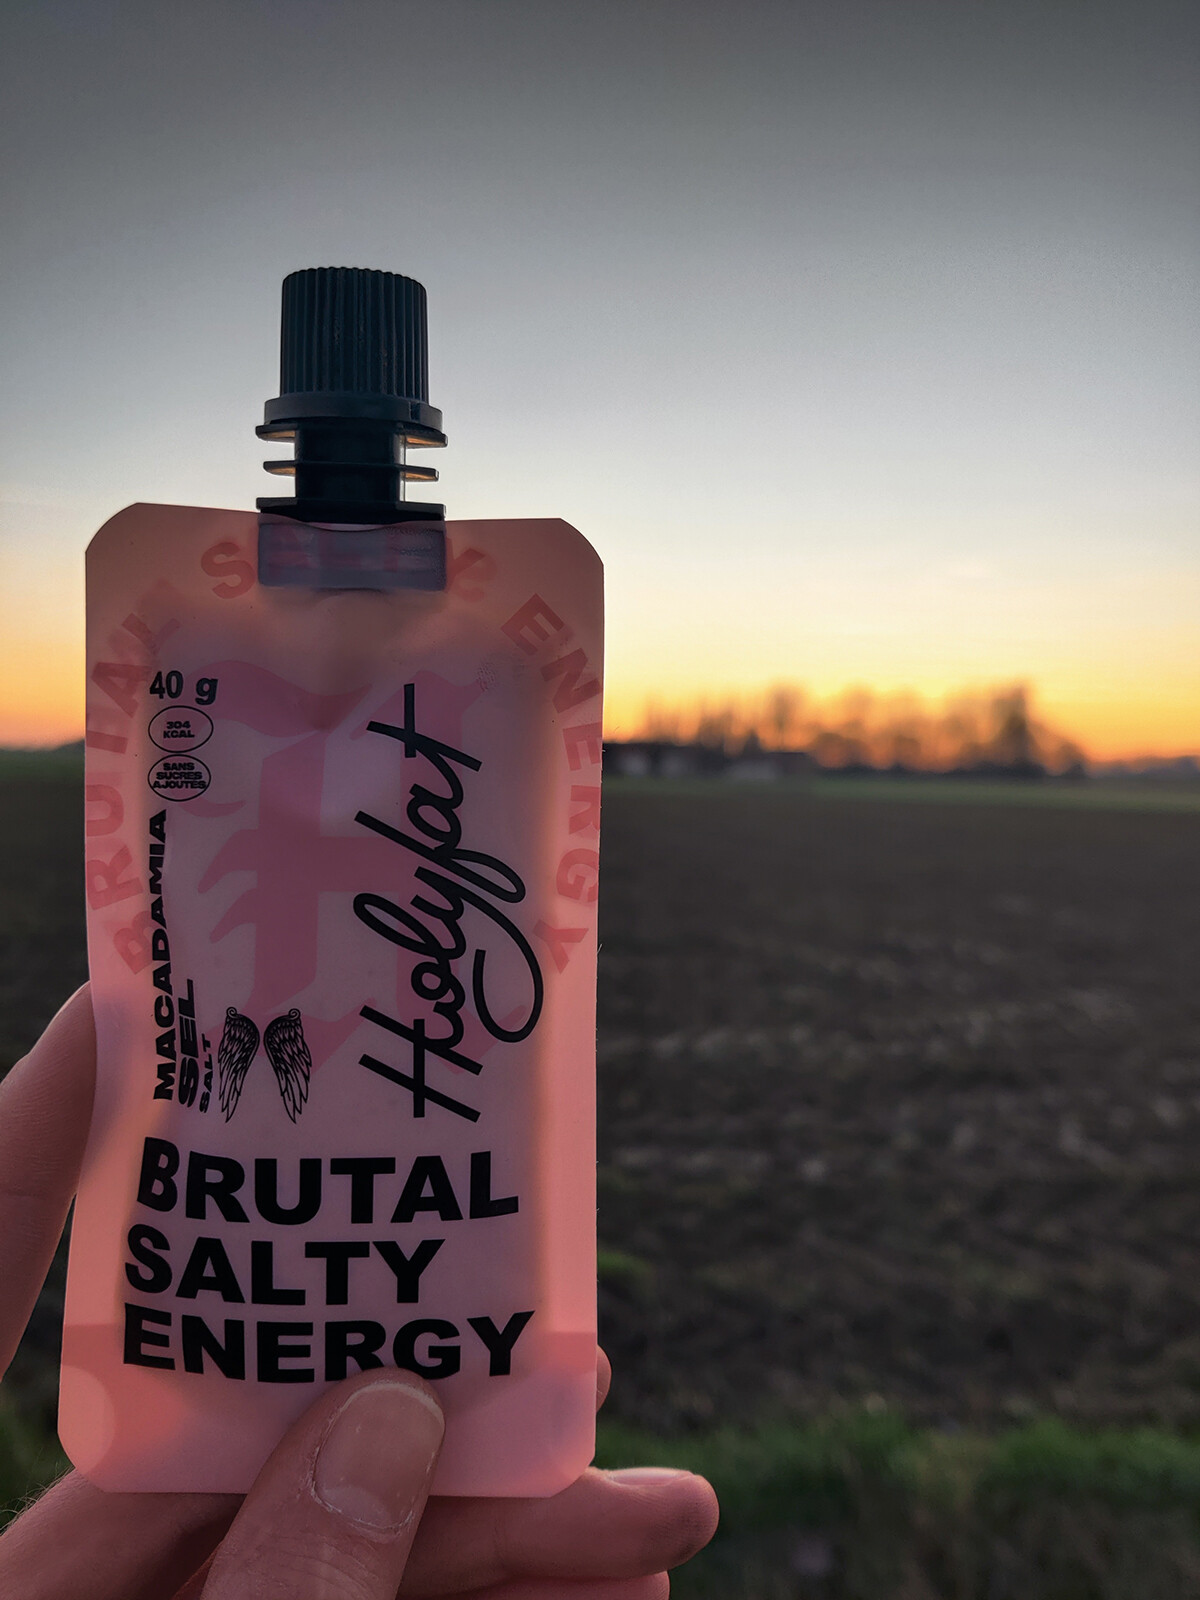 BRUTAL SALTY ENERGY
40 g
304
KCAL
SANS
SUCRES
AJOUTÉS
MACADAMIA
SEL
SALT
Holyfat
BRUTAL
SALTY
ENERGY